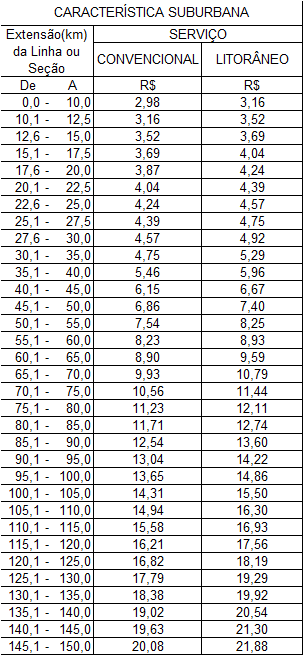 CARACTERÍSTICA SUBURBANA
Extensão(km) da Linha ou Seção SERVIÇO
CONVENCIONAL LITORÂNEO
De A R$ R$
0,0 - 10,0 2,98 3,16
10,1 - 12,5 3,16 3,52
12,6 - 15,0 3,52 3,69
15,1 - 17,5 3,69 4,04
17,6 - 20,0 3,87 4,24
20,1 - 22,5 4,04 4,39
22,6 - 25,0 4,24 4,57
25,1 - 27,5 4,39 4,75
27,6 - 30,0 4,57 4,92
30,1 - 35,0 4,75 5,29
35,1 - 40,0 5,46 5,96
40,1 - 45,0 6,15 6,67
45,1 - 50,0 6,86 7,40
50,1 - 55,0 7,54 8,25
55,1 - 60,0 8,23 8,93
60,1 - 65,0 8,90 9,59
65,1 - 70,0 9,93 10,79
70,1 - 75,0 10,56 11,44
75,1 - 80,0 11,23 12,11
80,1 - 85,0 11,71 12,74
85,1 - 90,0 12,54 13,60
90,1 - 95,0 13,04 14,22
95,1 - 100,0 13,65 14,86
100,1 - 105,0 14,31 15,50
105,1 - 110,0 14,94 16,30
110,1 - 115,0 15,58 16,93
115,1 - 120,0 16,21 17,56
120,1 - 125,0 16,82 18,19
125,1 - 130,0 17,79 19,29
130,1 - 135,0 18,38 19,92
135,1 - 140,0 19,02 20,54
140,1 - 145,0 19,63 21,30
145,1 - 150,0 20,08 21,88